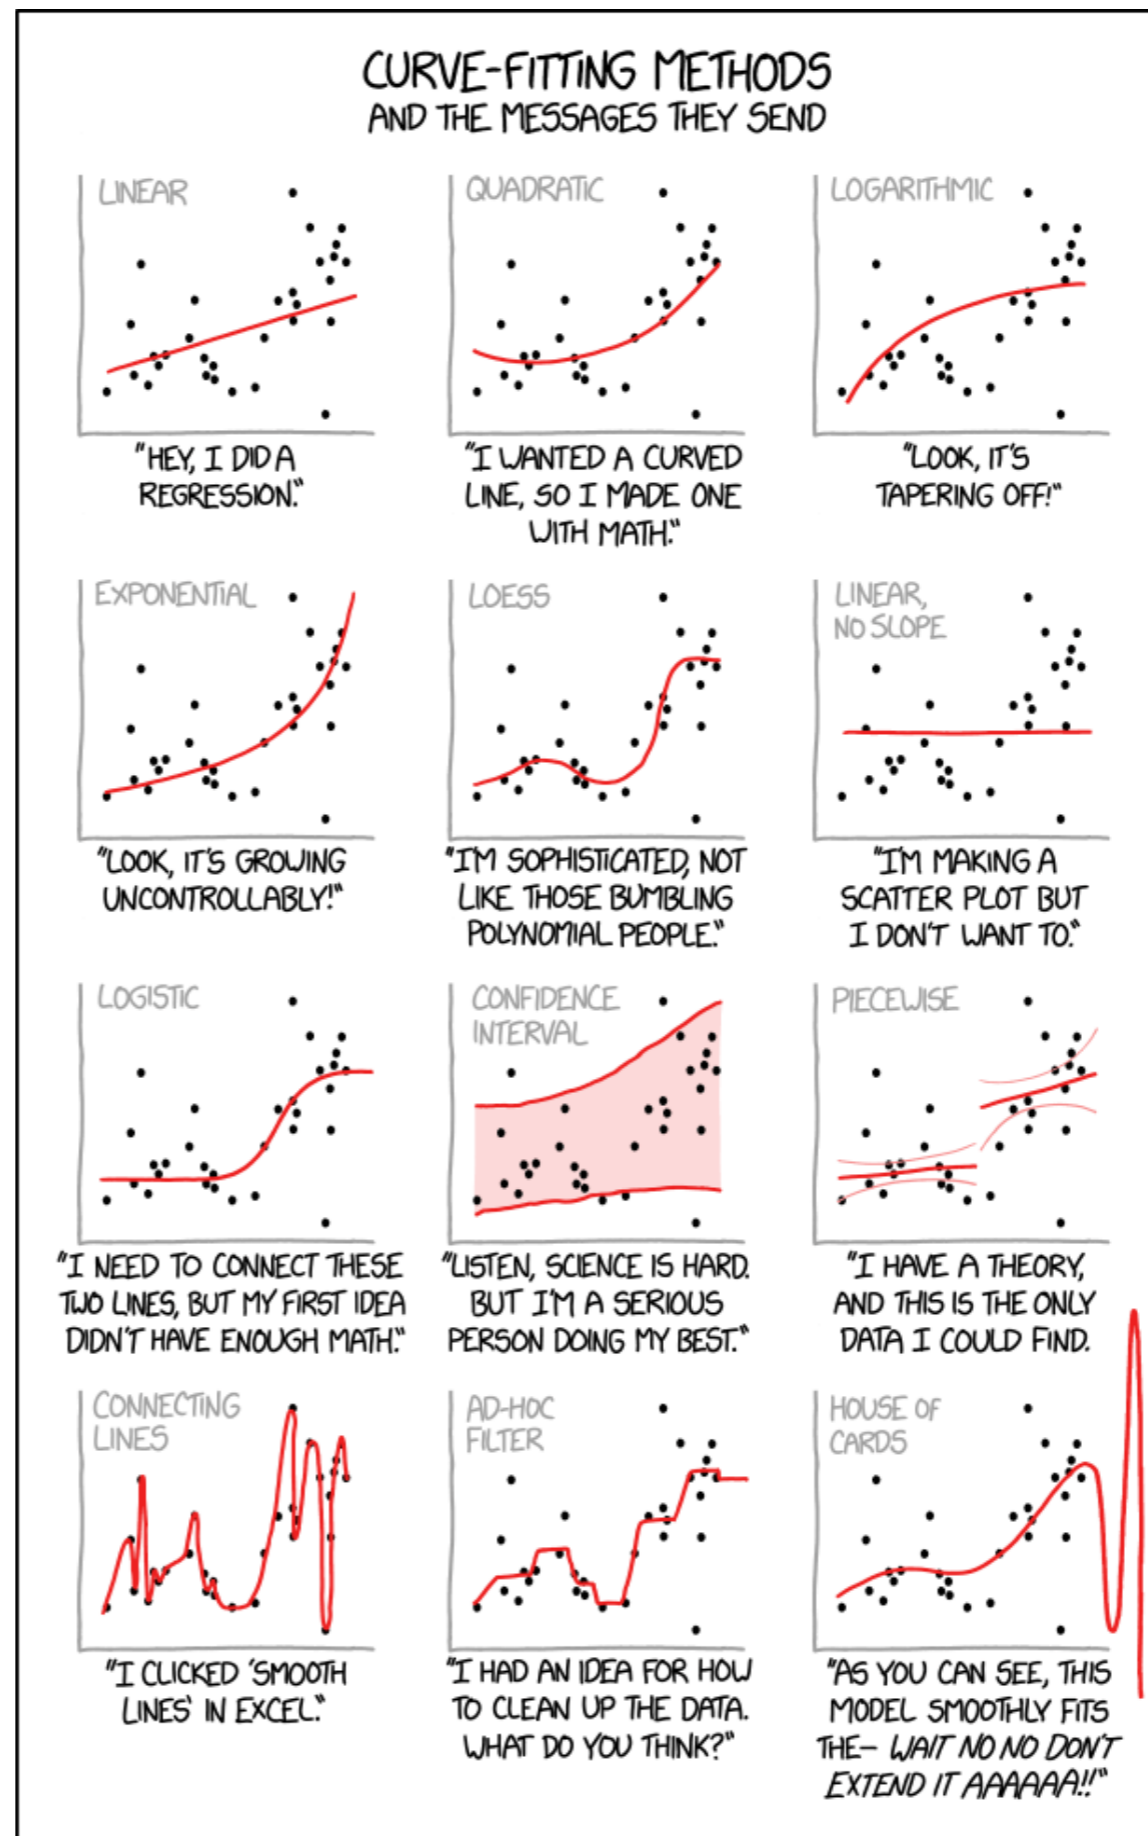 CURVE-FITTING METHODS
AND THE MESSAGES THEY SEND
LINEAR
"HEY, I DID A
REGRESSION."
QUADRATIC
"I WANTED A CURVED
LINE, SO I MADE ONE
WITH MATH."
LOGARITHMIC
"LOOK, IT'S
TAPERING OFF!"
EXPONENTIAL
"LOOK, IT'S GROWING
UNCONTROLLABLY!"
LOESS
"I'M SOPHISTICATED, NOT
LIKE THOSE BUMBLING
POLYNOMIAL PEOPLE."
LINEAR,
NO SLOPE
"I'M MAKING A
SCATTER PLOT BUT
I DON'T WANT TO."
LOGISTIC
"I NEED TO CONNECT THESE
TWO LINES, BUT MY FIRST IDEA
DIDN'T HAVE ENOUGH MATH."
CONFIDENCE
INTERVAL
"LISTEN, SCIENCE IS HARD.
BUT I'M A SERIOUS
PERSON DOING MY BEST."
PIECEWISE
"I HAVE A THEORY,
AND THIS IS THE ONLY
DATA I COULD FIND.
CONNECTING
LINES
"I CLICKED 'SMOOTH
LINES' IN EXCEL."
AD-HOC
FILTER
"I HAD AN IDEA FOR HOW
TO CLEAN UP THE DATA.
WHAT DO YOU THINK?"
HOUSE OF
CARDS
"AS YOU CAN SEE, THIS
MODEL SMOOTHLY FITS
THE- WAIT NO NO DON'T
EXTEND IT AAAAAA!!"